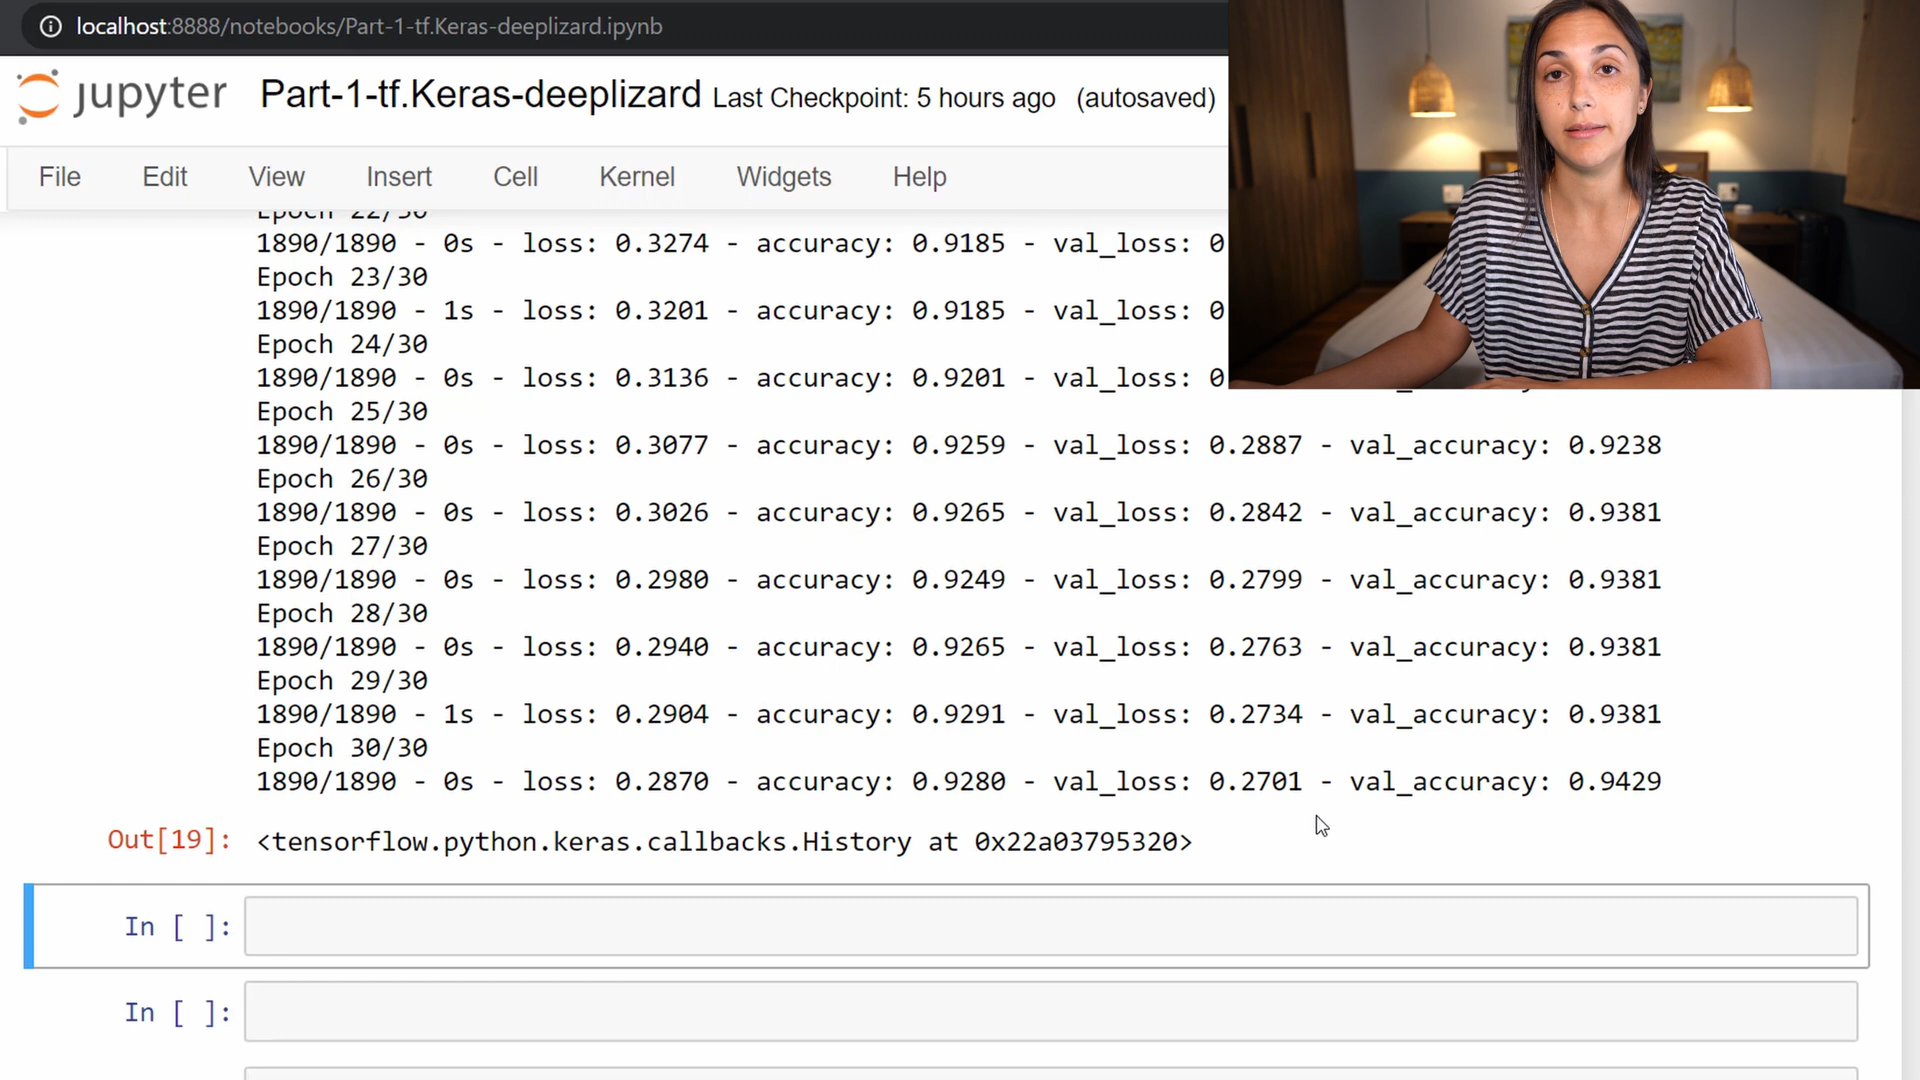 localhost:8888/notebooks/Part-1-tf.Keras-deeplizard.ipynb
jupyter Part-1-tf.Keras-deeplizard Last Checkpoint: 5 hours ago (autosaved)
File Edit View Insert Cell Kernel Widgets Help
Epoch 22/30
1890/1890 - 0s - loss: 0.3274 - accuracy: 0.9185 - val_loss: 0
Epoch 23/30
1890/1890 - 1s - loss: 0.3201 - accuracy: 0.9185 - val_loss: 0
Epoch 24/30
1890/1890 - 0s - loss: 0.3136 - accuracy: 0.9201 - val_loss: 0
Epoch 25/30
1890/1890 - 0s - loss: 0.3077 - accuracy: 0.9259 - val_loss: 0.2887 - val_accuracy: 0.9238
Epoch 26/30
1890/1890 - 0s - loss: 0.3026 - accuracy: 0.9265 - val_loss: 0.2842 - val_accuracy: 0.9381
Epoch 27/30
1890/1890 - 0s - loss: 0.2980 - accuracy: 0.9249 - val_loss: 0.2799 - val_accuracy: 0.9381
Epoch 28/30
1890/1890 - 0s - loss: 0.2940 - accuracy: 0.9265 - val_loss: 0.2763 - val_accuracy: 0.9381
Epoch 29/30
1890/1890 - 1s - loss: 0.2904 - accuracy: 0.9291 - val_loss: 0.2734 - val_accuracy: 0.9381
Epoch 30/30
1890/1890 - 0s - loss: 0.2870 - accuracy: 0.9280 - val_loss: 0.2701 - val_accuracy: 0.9429
Out[19]: <tensorflow.python.keras.callbacks.History at 0x22a03795320>
In [ ]:
In [ ]: